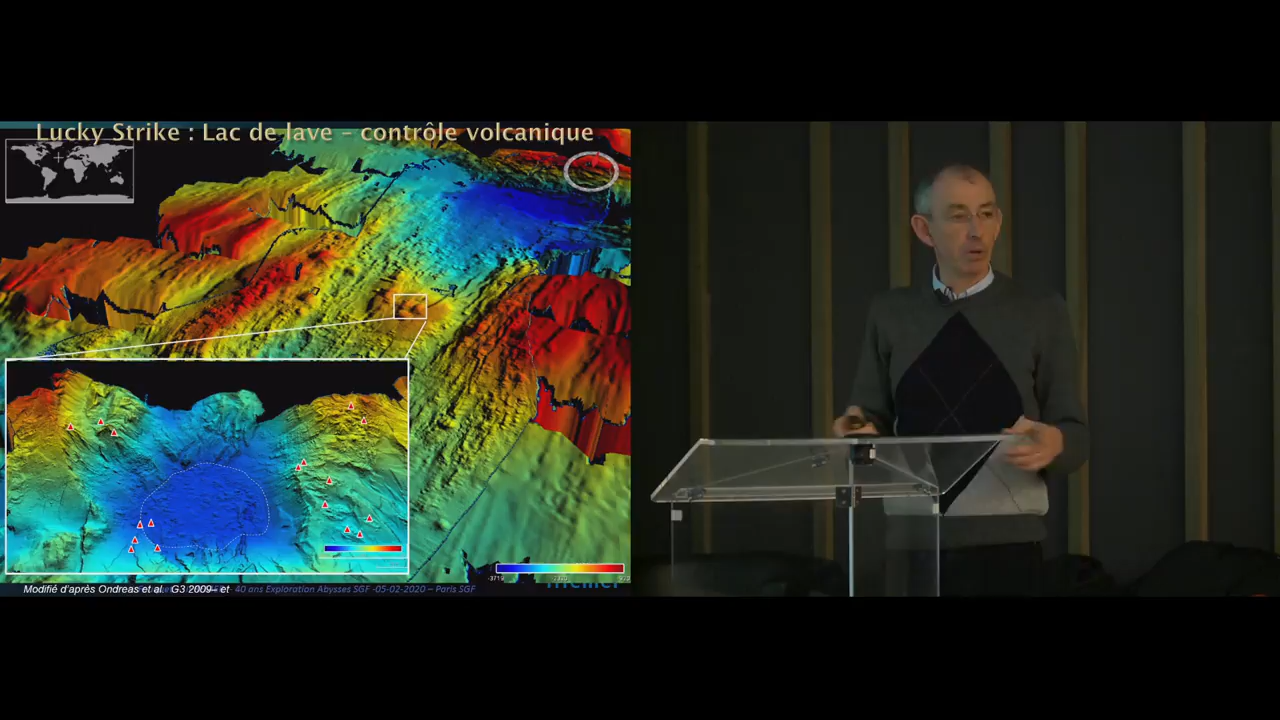 Lucky Strike : Lac de lave – contrôle volcanique
-3719
Modifié d'après Ondreas et al. G3 2009– et
40 ans Exploration Abysses SGF -05-02-2020 – Paris SGF